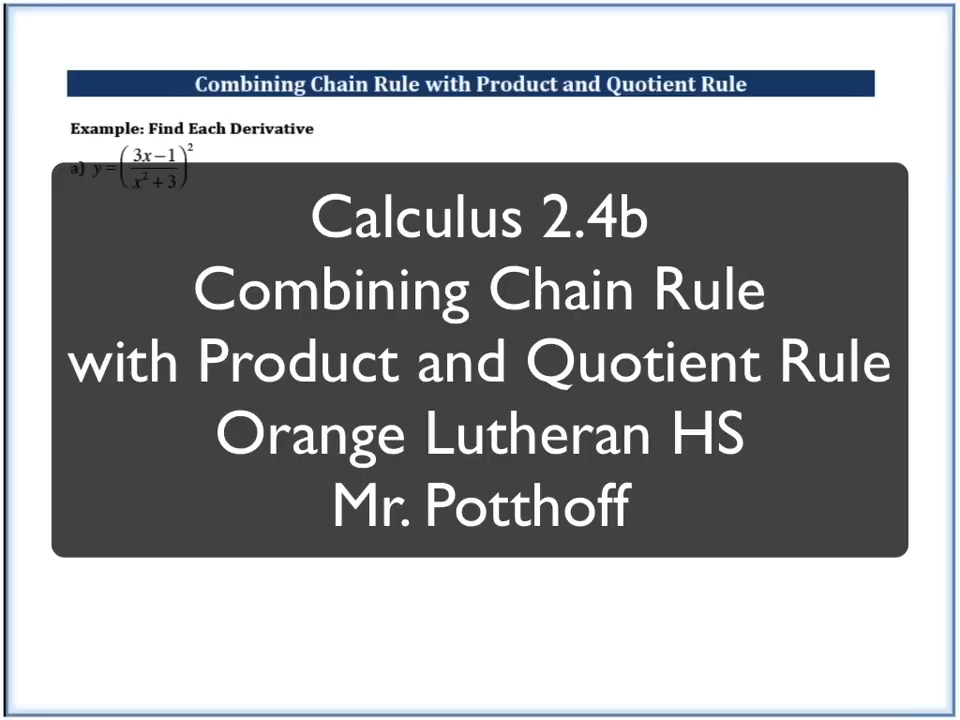 Combining Chain Rule with Product and Quotient Rule
Example: Find Each Derivative
a) y = ( (3x−1) / (x² + 3) )²
Calculus 2.4b
Combining Chain Rule
with Product and Quotient Rule
Orange Lutheran HS
Mr. Potthoff